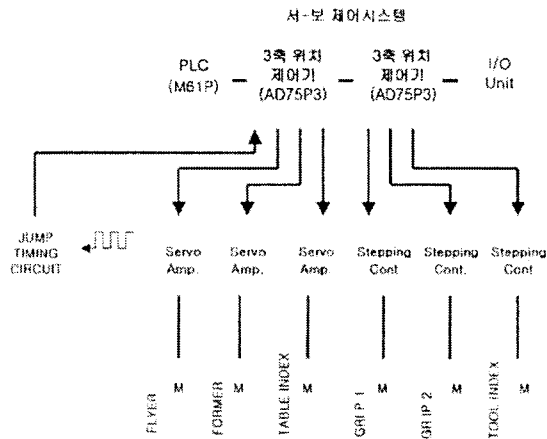 서-보 제어시스템
PLC
(M61P)
3축 위치
제어기
(AD75P3)
3축 위치
제어기
(AD75P3)
I/O
Unit
JUMP
TIMING
CIRCUIT
Servo
Amp.
Servo
Amp.
Servo
Amp.
Stepping
Cont
Stepping
Cont.
Stepping
Cont
FLYER
M
FORMER
M
TABLE INDEX
M
GRIP 1
M
GRIP 2
M
TOOL INDEX
M